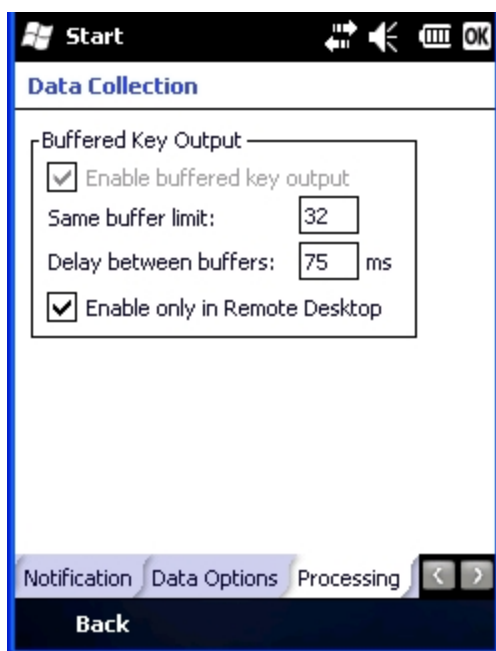 Start OK
Data Collection
Buffered Key Output
Enable buffered key output
Same buffer limit: 32
Delay between buffers: 75 ms
Enable only in Remote Desktop
Notification Data Options Processing
Back